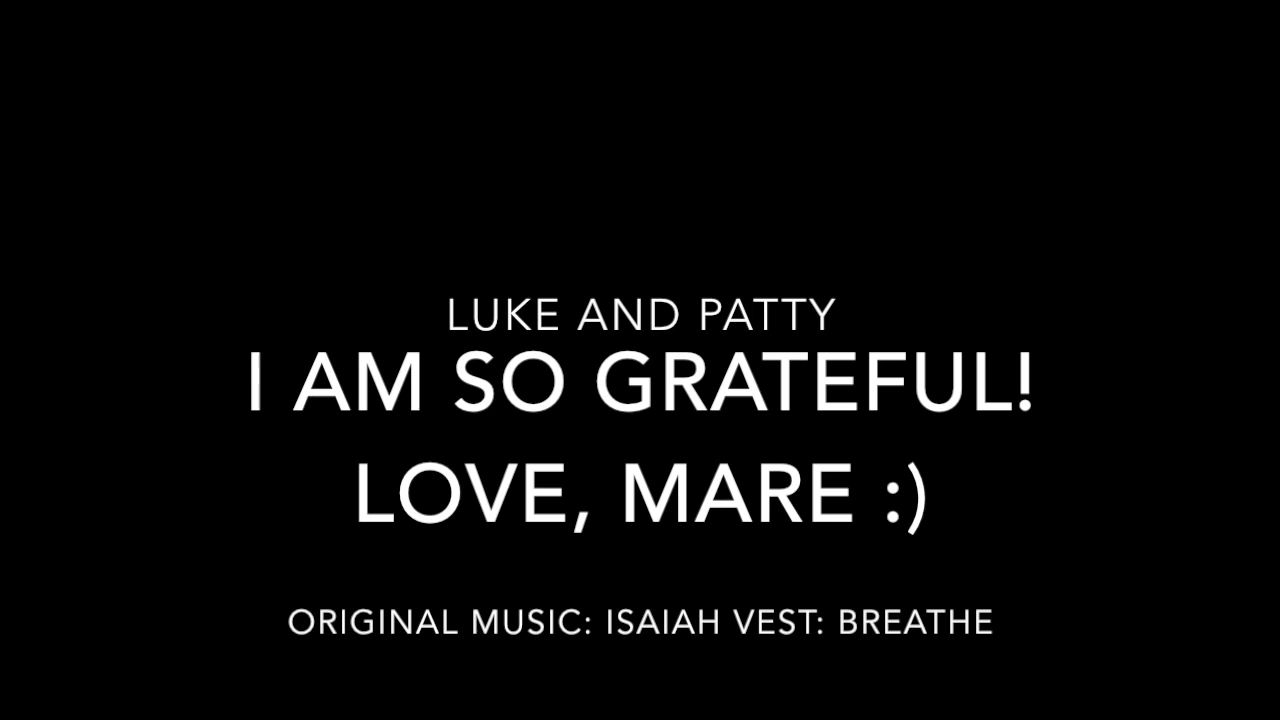 LUKE AND PATTY
I AM SO GRATEFUL!
LOVE, MARE :)
ORIGINAL MUSIC: ISAIAH VEST: BREATHE